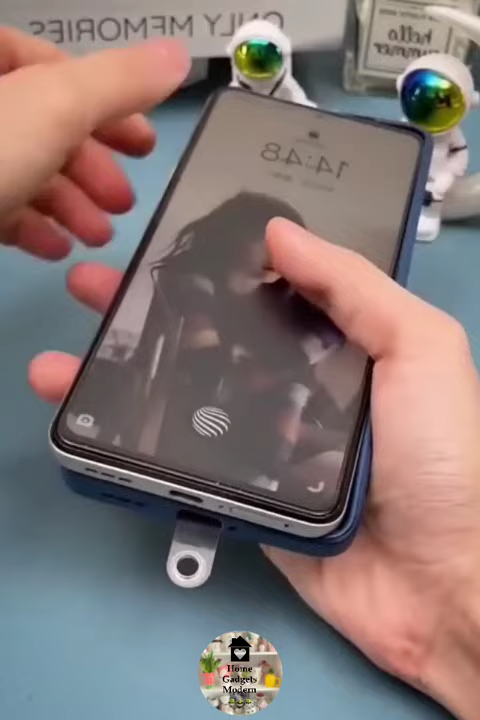 ONLY MEMORIES
hello
summer
14:48
Home
Gadgets
Modern